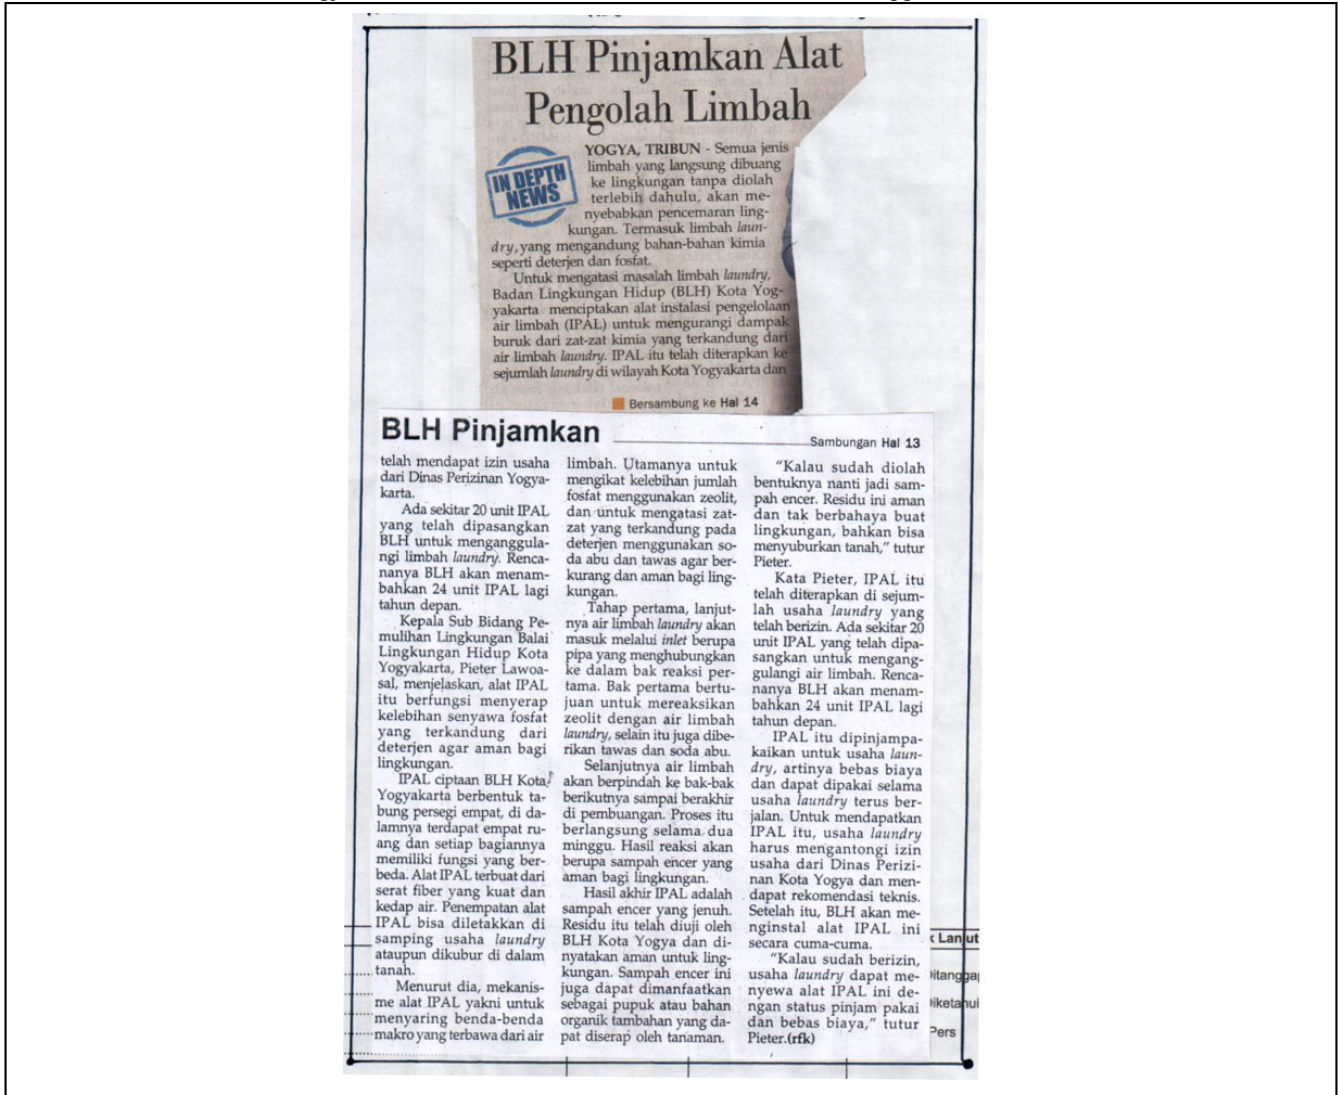 BLH Pinjamkan Alat
Pengolah Limbah
IN DEPTH
NEWS
YOGYA, TRIBUN - Semua jenis
limbah yang langsung dibuang
ke lingkungan tanpa diolah
terlebih dahulu, akan me-
nyebabkan pencemaran ling-
kungan. Termasuk limbah laun-
dry, yang mengandung bahan-bahan kimia
seperti deterjen dan fosfat.
Untuk mengatasi masalah limbah laundry,
Badan Lingkungan Hidup (BLH) Kota Yog-
yakarta menciptakan alat instalasi pengelolaan
air limbah (IPAL) untuk mengurangi dampak
buruk dari zat-zat kimia yang terkandung dari
air limbah laundry. IPAL itu telah diterapkan ke
sejumlah laundry di wilayah Kota Yogyakarta dan
Bersambung ke Hal 14
BLH Pinjamkan
Sambungan Hal 13
telah mendapat izin usaha
dari Dinas Perizinan Yogya-
karta.
Ada sekitar 20 unit IPAL
yang telah dipasangkan
BLH untuk menganggula-
ngi limbah laundry. Renca-
nanya BLH akan menam-
bahkan 24 unit IPAL lagi
tahun depan.
Kepala Sub Bidang Pe-
mulihan Lingkungan Balai
Lingkungan Hidup Kota
Yogyakarta, Pieter Lawoa-
sal, menjelaskan, alat IPAL
itu berfungsi menyerap
kelebihan senyawa fosfat
yang terkandung dari
deterjen agar aman bagi
lingkungan.
IPAL ciptaan BLH Kota
Yogyakarta berbentuk ta-
bung persegi empat, di da-
lamnya terdapat empat ru-
ang dan setiap bagiannya
memiliki fungsi yang ber-
beda. Alat IPAL terbuat dari
serat fiber yang kuat dan
kedap air. Penempatan alat
IPAL bisa diletakkan di
samping usaha laundry
ataupun dikubur di dalam
tanah.
Menurut dia, mekanis-
me alat IPAL yakni untuk
menyaring benda-benda
makro yang terbawa dari air
limbah. Utamanya untuk
mengikat kelebihan jumlah
fosfat menggunakan zeolit,
dan untuk mengatasi zat-
zat yang terkandung pada
deterjen menggunakan so-
da abu dan tawas agar ber-
kurang dan aman bagi ling-
kungan.
Tahap pertama, lanjut-
nya air limbah laundry akan
masuk melalui inlet berupa
pipa yang menghubungkan
ke dalam bak reaksi per-
tama. Bak pertama bertu-
juan untuk mereaksikan
zeolit dengan air limbah
laundry, selain itu juga dibe-
rikan tawas dan soda abu.
Selanjutnya air limbah
akan berpindah ke bak-bak
berikutnya sampai berakhir
di pembuangan. Proses itu
berlangsung selama dua
minggu. Hasil reaksi akan
berupa sampah encer yang
aman bagi lingkungan.
Hasil akhir IPAL adalah
sampah encer yang jenuh.
Residu itu telah diuji oleh
BLH Kota Yogya dan di-
nyatakan aman untuk ling-
kungan. Sampah encer ini
juga dapat dimanfaatkan
sebagai pupuk atau bahan
organik tambahan yang da-
pat diserap oleh tanaman.
"Kalau sudah diolah
bentuknya nanti jadi sam-
pah encer. Residu ini aman
dan tak berbahaya buat
lingkungan, bahkan bisa
menyuburkan tanah," tutur
Pieter.
Kata Pieter, IPAL itu
telah diterapkan di sejum-
lah usaha laundry yang
telah berizin. Ada sekitar 20
unit IPAL yang telah dipa-
sangkan untuk mengang-
gulangi air limbah. Renca-
nanya BLH akan menam-
bahkan 24 unit IPAL lagi
tahun depan.
IPAL itu dipinjampa-
kaikan untuk usaha laun-
dry, artinya bebas biaya
dan dapat dipakai selama
usaha laundry terus ber-
jalan. Untuk mendapatkan
IPAL itu, usaha laundry
harus mengantongi izin
usaha dari Dinas Perizi-
nan Kota Yogya dan men-
dapat rekomendasi teknis.
Setelah itu, BLH akan me-
nginstal alat IPAL ini
secara cuma-cuma.
"Kalau sudah berizin,
usaha laundry dapat me-
nyewa alat IPAL ini de-
ngan status pinjam pakai
dan bebas biaya," tutur
Pieter.(rfk)
Lanjut
Pers